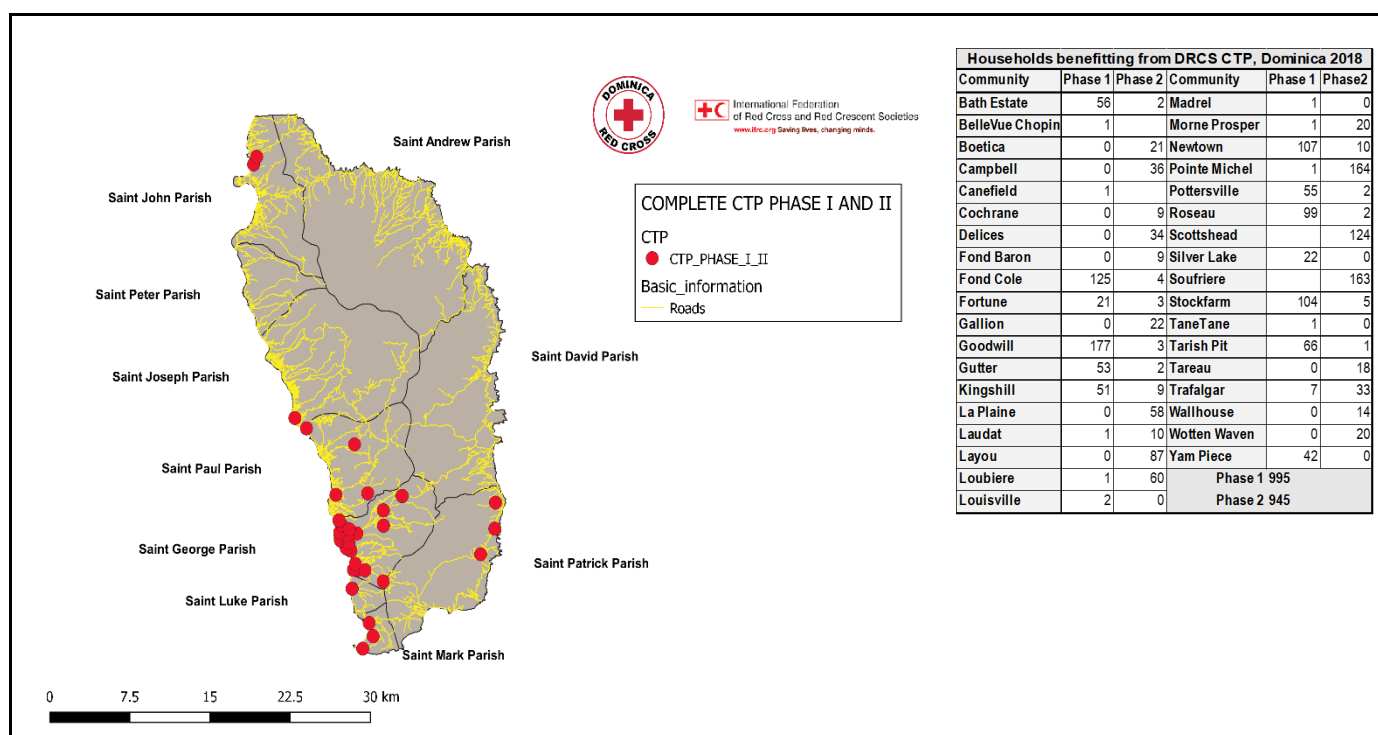 DOMINICA
RED CROSS
International Federation
of Red Cross and Red Crescent Societies
www.ifrc.org Saving lives, changing minds.
Saint Andrew Parish
Saint John Parish
Saint Peter Parish
Saint David Parish
Saint Joseph Parish
Saint Paul Parish
Saint George Parish
Saint Patrick Parish
Saint Luke Parish
Saint Mark Parish
0 7.5 15 22.5 30 km
COMPLETE CTP PHASE I AND II
CTP
CTP_PHASE_I_II
Basic_information
Roads
Households benefitting from DRCS CTP, Dominica 2018
Community Phase 1 Phase 2 Community Phase 1 Phase2
Bath Estate 56 2 Madrel 1 0
BelleVue Chopin 1 Morne Prosper 1 20
Boetica 0 21 Newtown 107 10
Campbell 0 36 Pointe Michel 1 164
Canefield 1 Pottersville 55 2
Cochrane 0 9 Roseau 99 2
Delices 0 34 Scottshead 124
Fond Baron 0 9 Silver Lake 22 0
Fond Cole 125 4 Soufriere 163
Fortune 21 3 Stockfarm 104 5
Gallion 0 22 TaneTane 1 0
Goodwill 177 3 Tarish Pit 66 1
Gutter 53 2 Tareau 0 18
Kingshill 51 9 Trafalgar 7 33
La Plaine 0 58 Wallhouse 0 14
Laudat 1 10 Wotten Waven 0 20
Layou 0 87 Yam Piece 42 0
Loubiere 1 60 Phase 1 995
Louisville 2 0 Phase 2 945